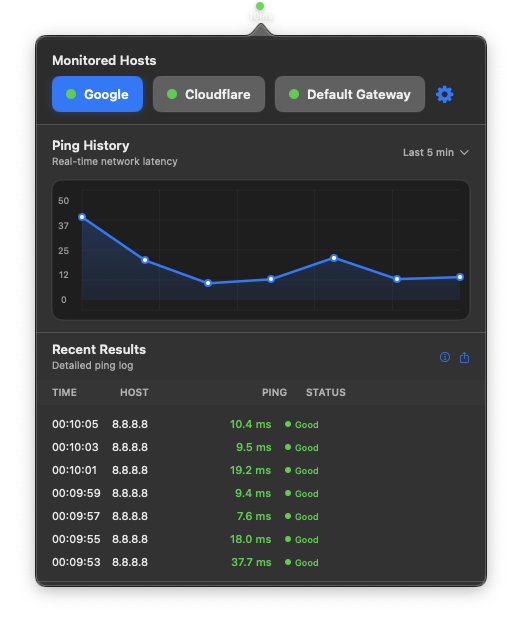 Monitored Hosts
Google Cloudflare Default Gateway
Ping History
Real-time network latency
Last 5 min
50
37
25
12
0
Recent Results
Detailed ping log
TIME HOST PING STATUS
00:10:05 8.8.8.8 10.4 ms Good
00:10:03 8.8.8.8 9.5 ms Good
00:10:01 8.8.8.8 19.2 ms Good
00:09:59 8.8.8.8 9.4 ms Good
00:09:57 8.8.8.8 7.6 ms Good
00:09:55 8.8.8.8 18.0 ms Good
00:09:53 8.8.8.8 37.7 ms Good